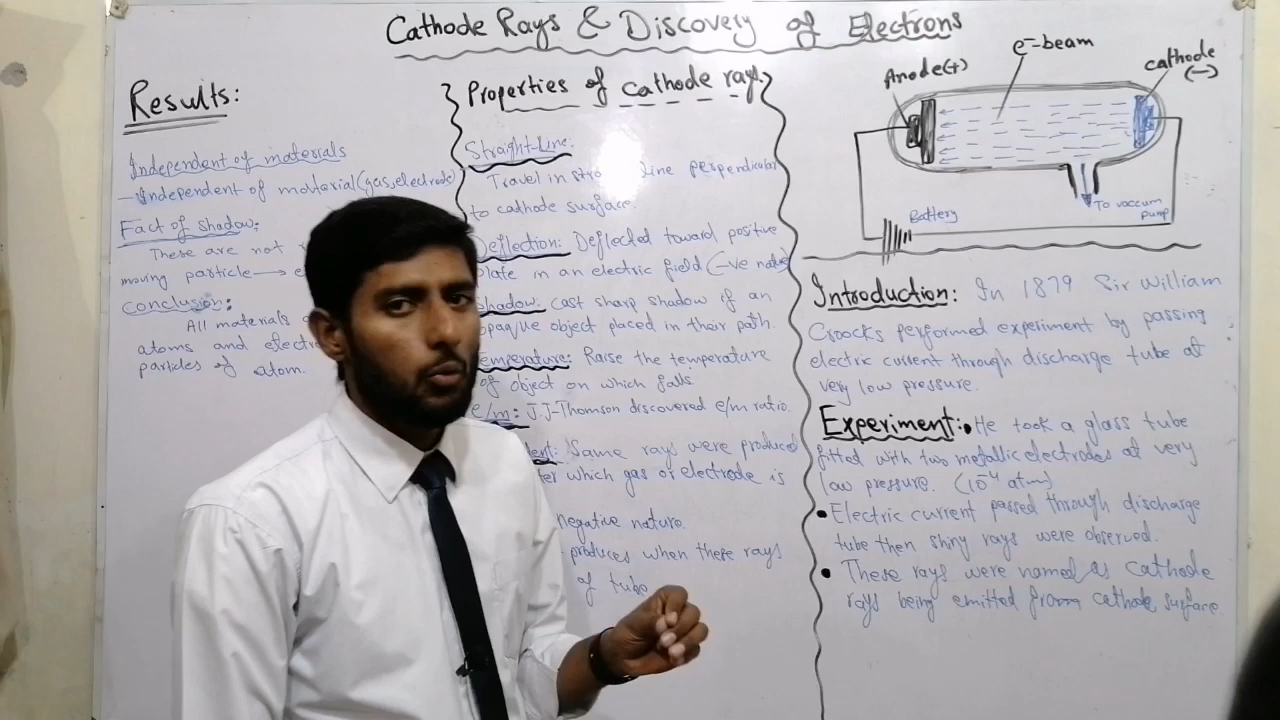 Cathode Rays & Discovery of Electrons
Results:
Independent of materials
— Independent of material (gas, electrode)
Fact of shadow:
These are not
moving particle → e
Conclusion:
All materials
atoms and electro
particles of atom.
Properties of cathode rays
Straight-Line:
Travel in stra line perpendicular
to cathode surface.
Deflection: Deflected toward positive
Plate in an electric field (-ve nature)
Shadow: cast sharp shadow if an
opaque object placed in their path.
Temperature: Raise the temperature
of object on which falls.
e/m: J.J-Thomson discovered e/m ratio.
dent: Same rays were produced
ter which gas or electrode is
negative nature.
produces when these rays
of tube
Anode(+)
e⁻-beam
cathode
(-)
Battery
To vaccum
pump
Introduction: In 1879 Sir William
Croocks performed experiment by passing
electric current through discharge tube at
very low pressure.
Experiment: • He took a glass tube
fitted with two metallic electrodes at very
low pressure. (10⁻⁴ atm)
• Electric current passed through discharge
tube then shiny rays were observed.
• These rays were named as cathode
rays being emitted from cathode surface.